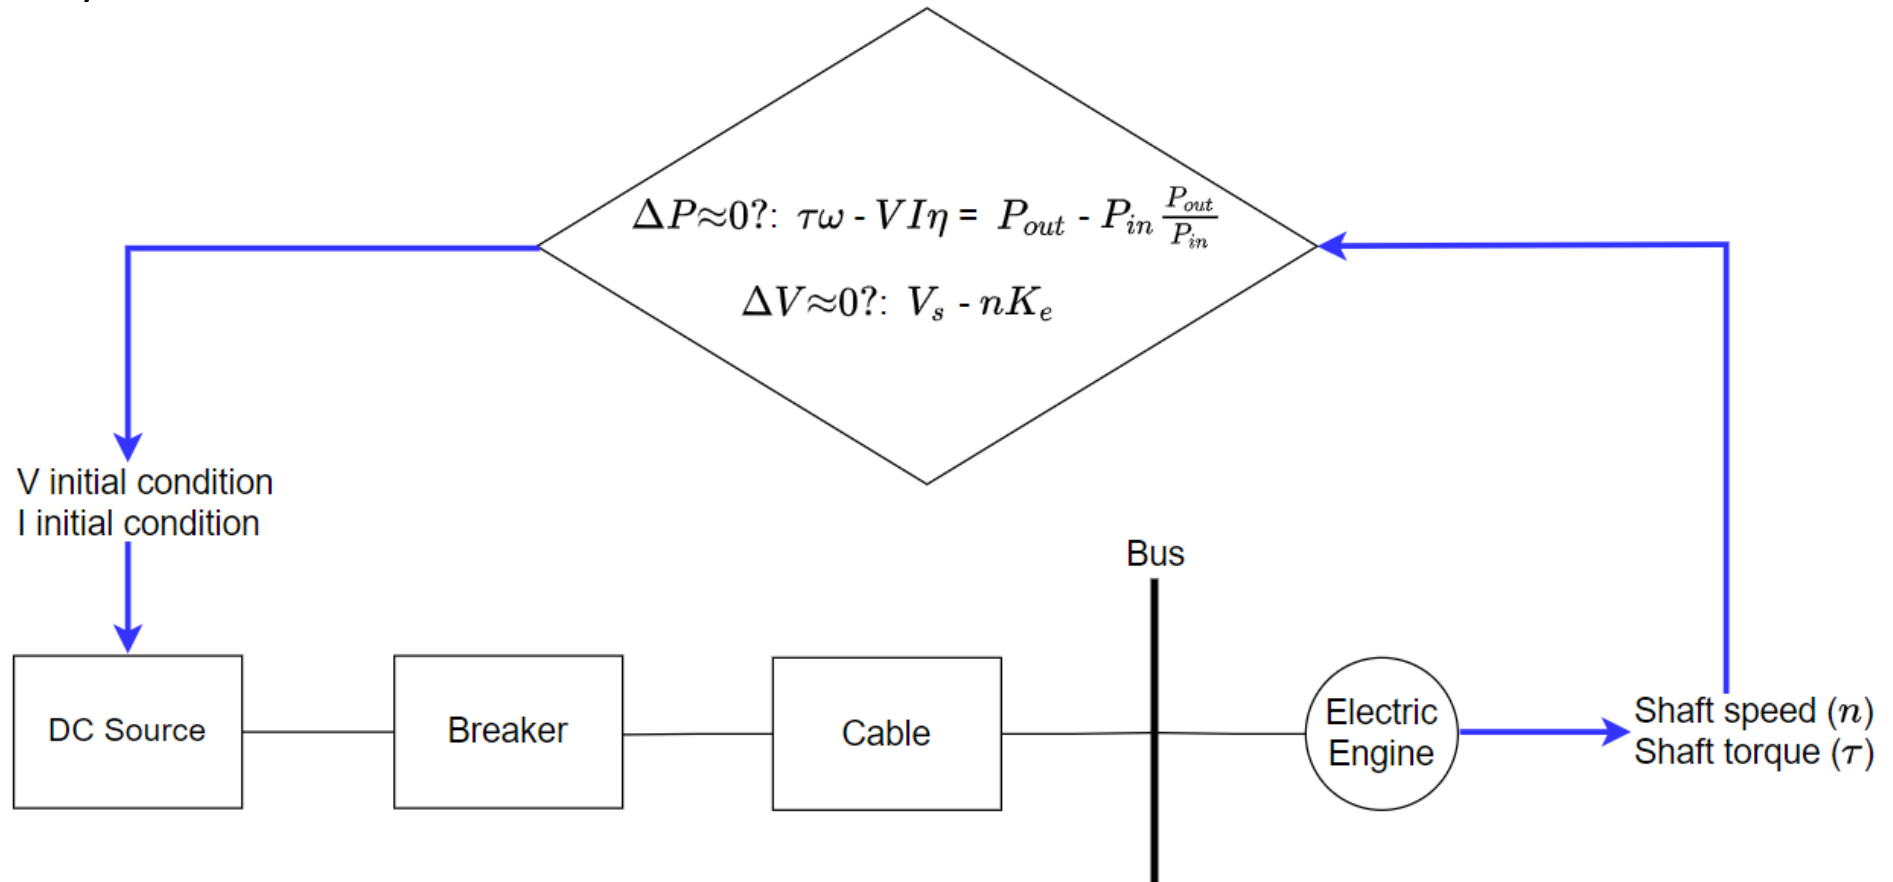 ΔP≈0?: τω - VIη = P_out - P_in P_out/P_in
ΔV≈0?: V_s - nK_e
V initial condition
I initial condition
Bus
DC Source
Breaker
Cable
Electric
Engine
Shaft speed (n)
Shaft torque (τ)